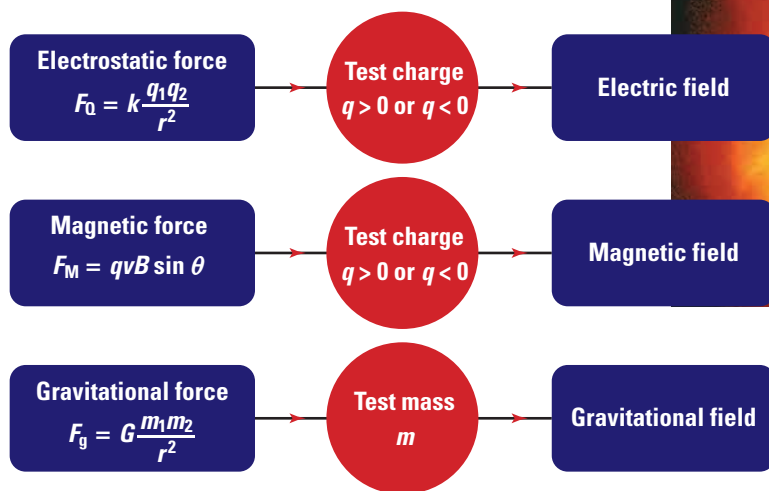 Electrostatic force
F_Q = k q₁q₂ / r²
Test charge
q > 0 or q < 0
Electric field
Magnetic force
F_M = qvB sin θ
Test charge
q > 0 or q < 0
Magnetic field
Gravitational force
F_g = G m₁m₂ / r²
Test mass
m
Gravitational field